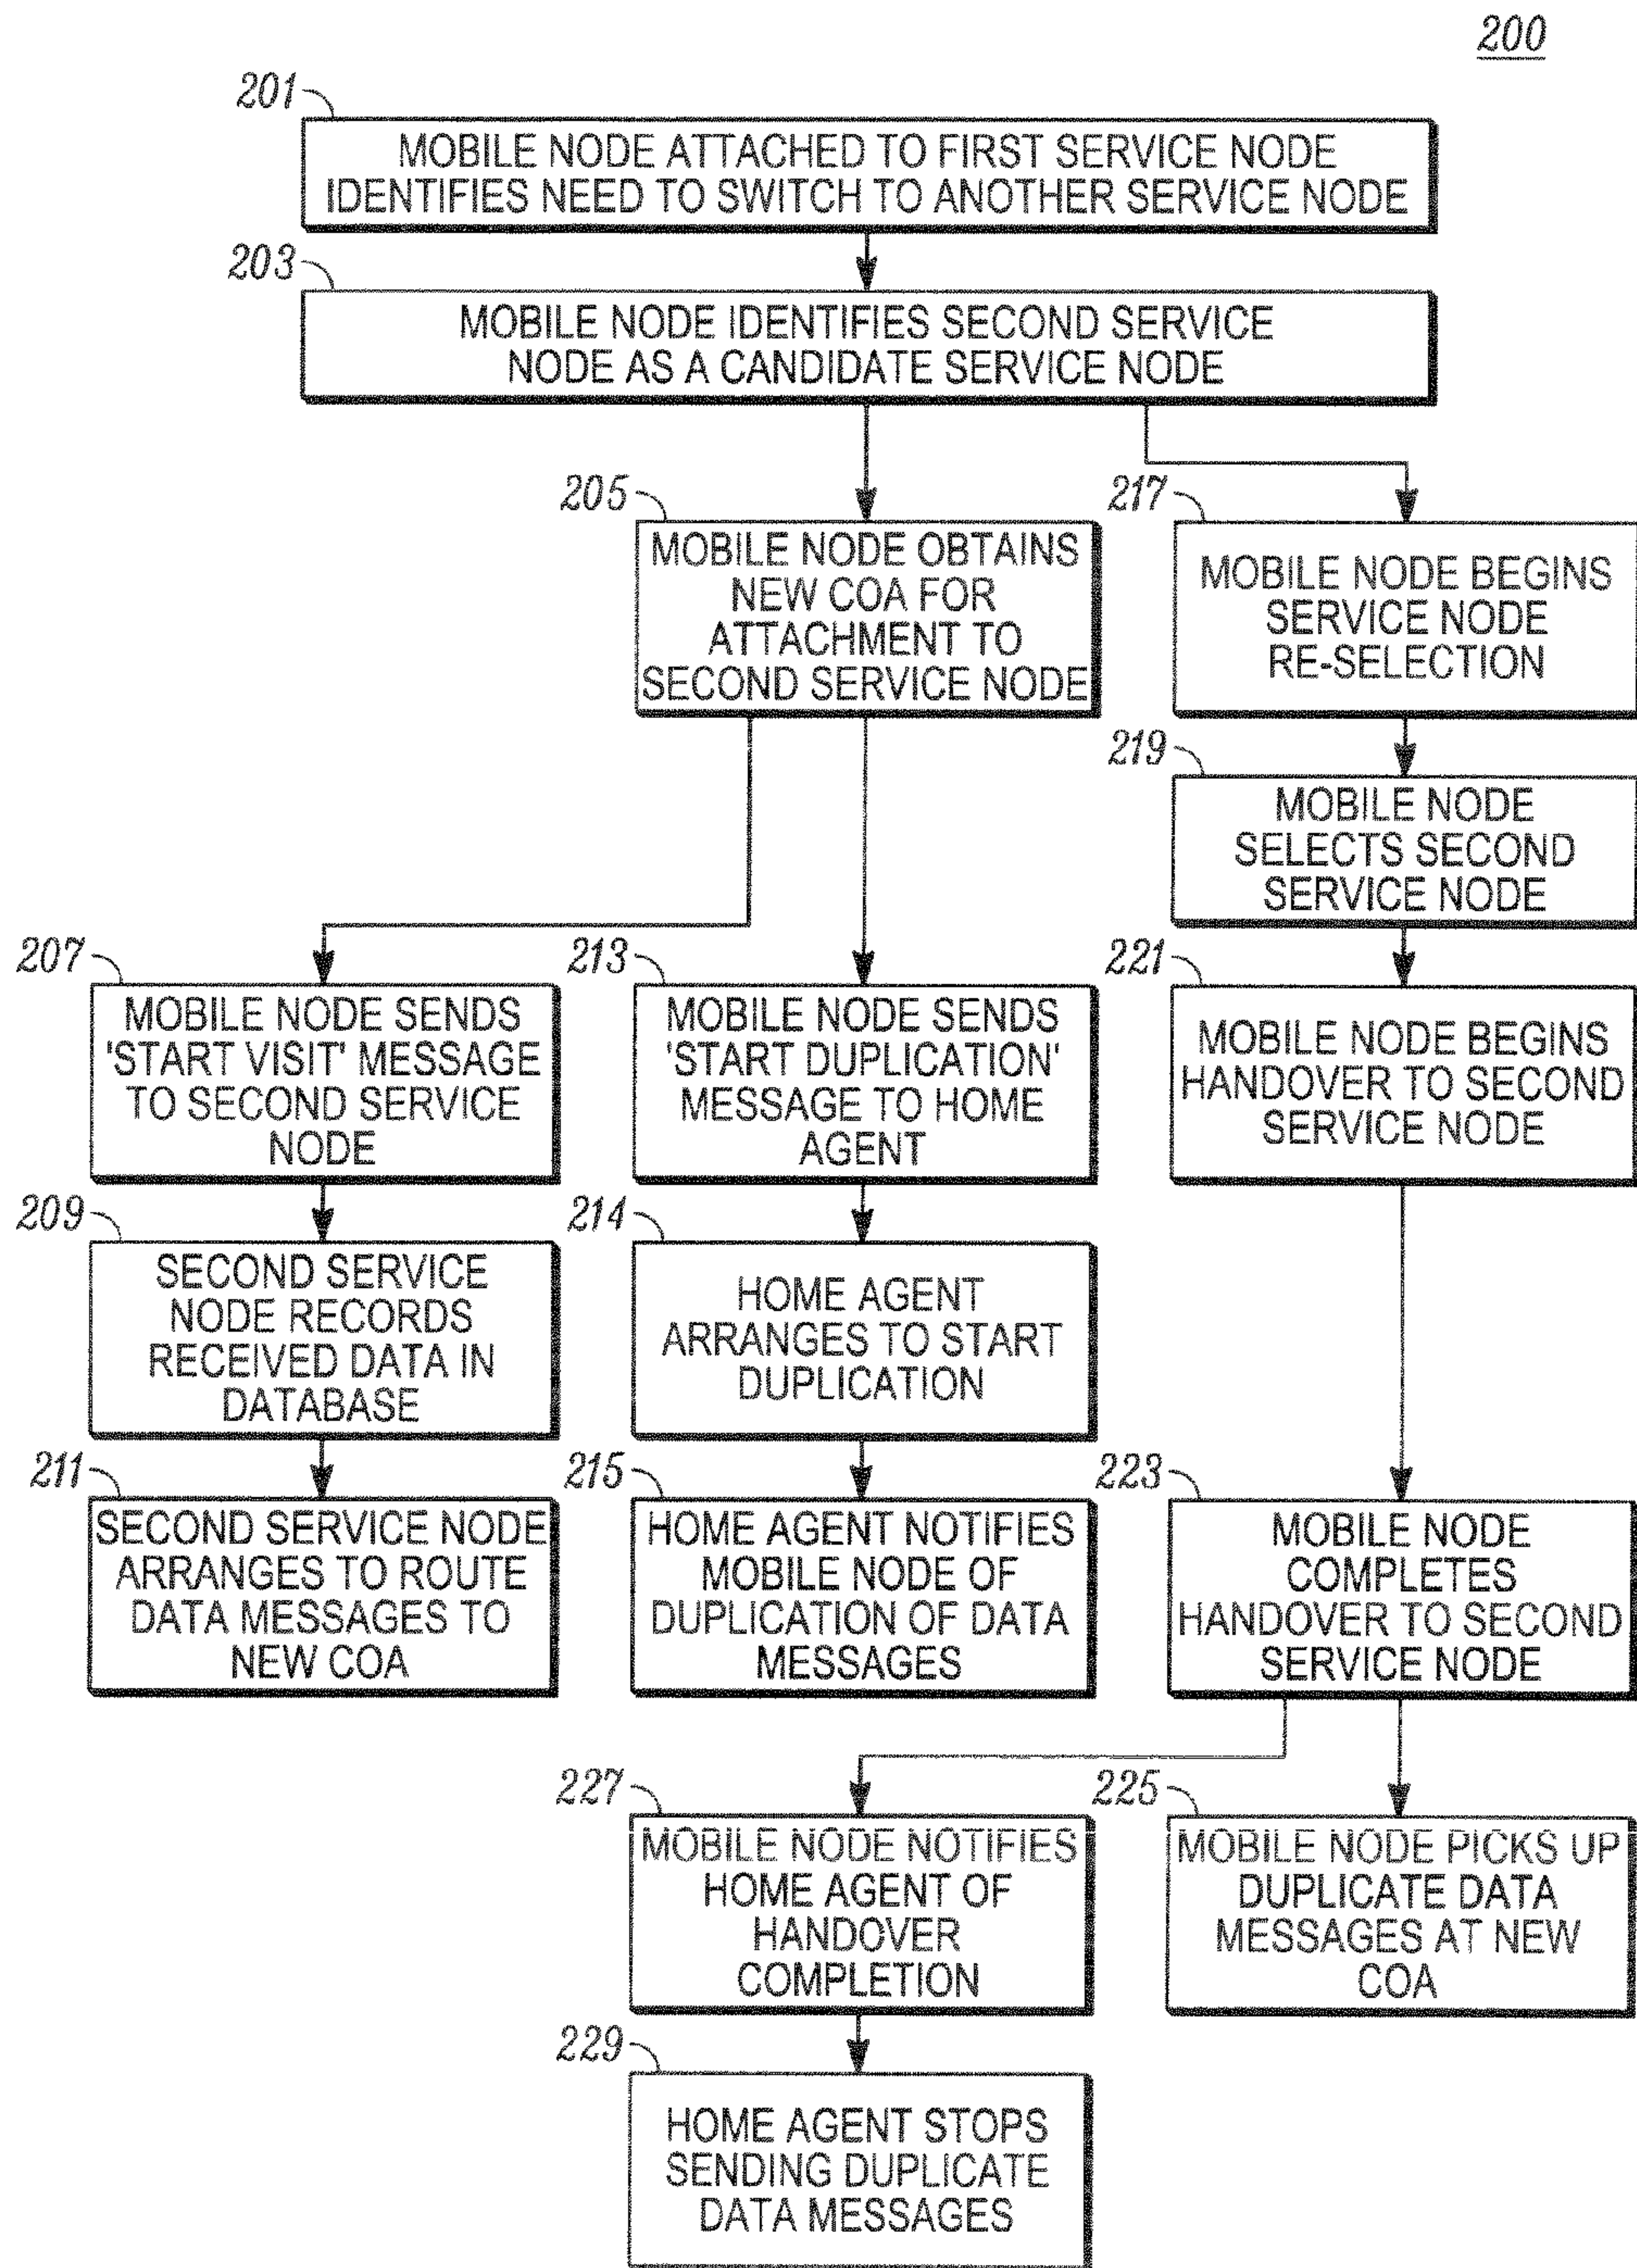 200
201
MOBILE NODE ATTACHED TO FIRST SERVICE NODE
IDENTIFIES NEED TO SWITCH TO ANOTHER SERVICE NODE
203
MOBILE NODE IDENTIFIES SECOND SERVICE
NODE AS A CANDIDATE SERVICE NODE
205
MOBILE NODE OBTAINS
NEW COA FOR
ATTACHMENT TO
SECOND SERVICE NODE
217
MOBILE NODE BEGINS
SERVICE NODE
RE-SELECTION
219
MOBILE NODE
SELECTS SECOND
SERVICE NODE
207
MOBILE NODE SENDS
'START VISIT' MESSAGE
TO SECOND SERVICE
NODE
213
MOBILE NODE SENDS
'START DUPLICATION'
MESSAGE TO HOME
AGENT
221
MOBILE NODE BEGINS
HANDOVER TO SECOND
SERVICE NODE
209
SECOND SERVICE
NODE RECORDS
RECEIVED DATA IN
DATABASE
214
HOME AGENT
ARRANGES TO START
DUPLICATION
211
SECOND SERVICE NODE
ARRANGES TO ROUTE
DATA MESSAGES TO
NEW COA
215
HOME AGENT NOTIFIES
MOBILE NODE OF
DUPLICATION OF DATA
MESSAGES
223
MOBILE NODE
COMPLETES
HANDOVER TO SECOND
SERVICE NODE
227
MOBILE NODE NOTIFIES
HOME AGENT OF
HANDOVER
COMPLETION
225
MOBILE NODE PICKS UP
DUPLICATE DATA
MESSAGES AT NEW
COA
229
HOME AGENT STOPS
SENDING DUPLICATE
DATA MESSAGES